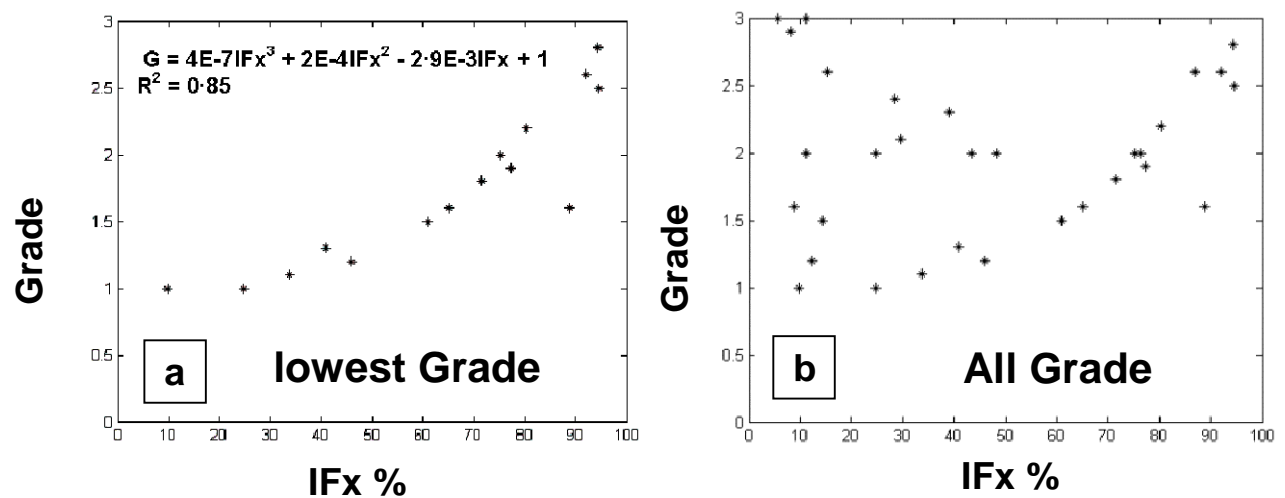 G = 4E-7IFx³ + 2E-4IFx² - 2·9E-3IFx + 1
R² = 0·85
3
2.5
2
1.5
1
0.5
0
0 10 20 30 40 50 60 70 80 90 100
Grade
IFx %
a
lowest Grade
3
2.5
2
1.5
1
0.5
0
0 10 20 30 40 50 60 70 80 90 100
Grade
IFx %
b
All Grade